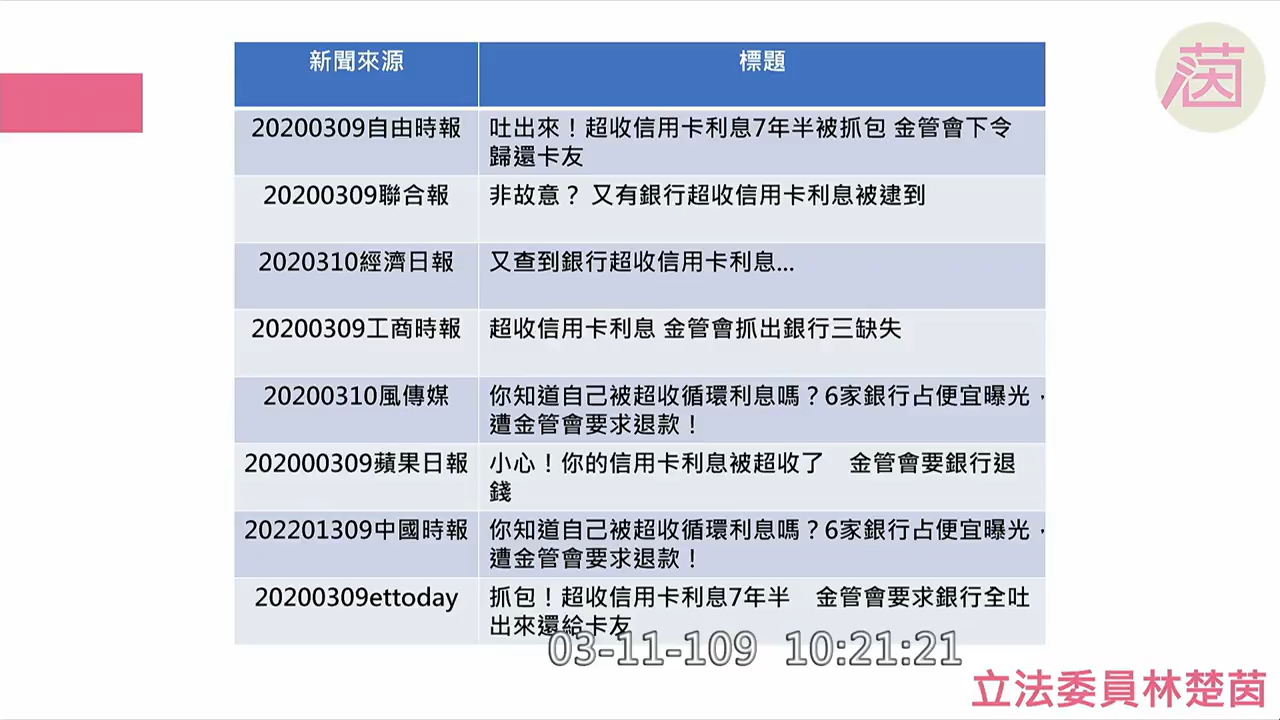 茵
新聞來源 標題
20200309自由時報 吐出來！超收信用卡利息7年半被抓包 金管會下令
歸還卡友
20200309聯合報 非故意？ 又有銀行超收信用卡利息被逮到
2020310經濟日報 又查到銀行超收信用卡利息...
20200309工商時報 超收信用卡利息 金管會抓出銀行三缺失
20200310風傳媒 你知道自己被超收循環利息嗎？6家銀行占便宜曝光，
遭金管會要求退款！
202000309蘋果日報 小心！你的信用卡利息被超收了　金管會要銀行退
錢
202201309中國時報 你知道自己被超收循環利息嗎？6家銀行占便宜曝光，
遭金管會要求退款！
20200309ettoday 抓包！超收信用卡利息7年半　金管會要求銀行全吐
出來還給卡友
03-11-109 10:21:21
立法委員林楚茵